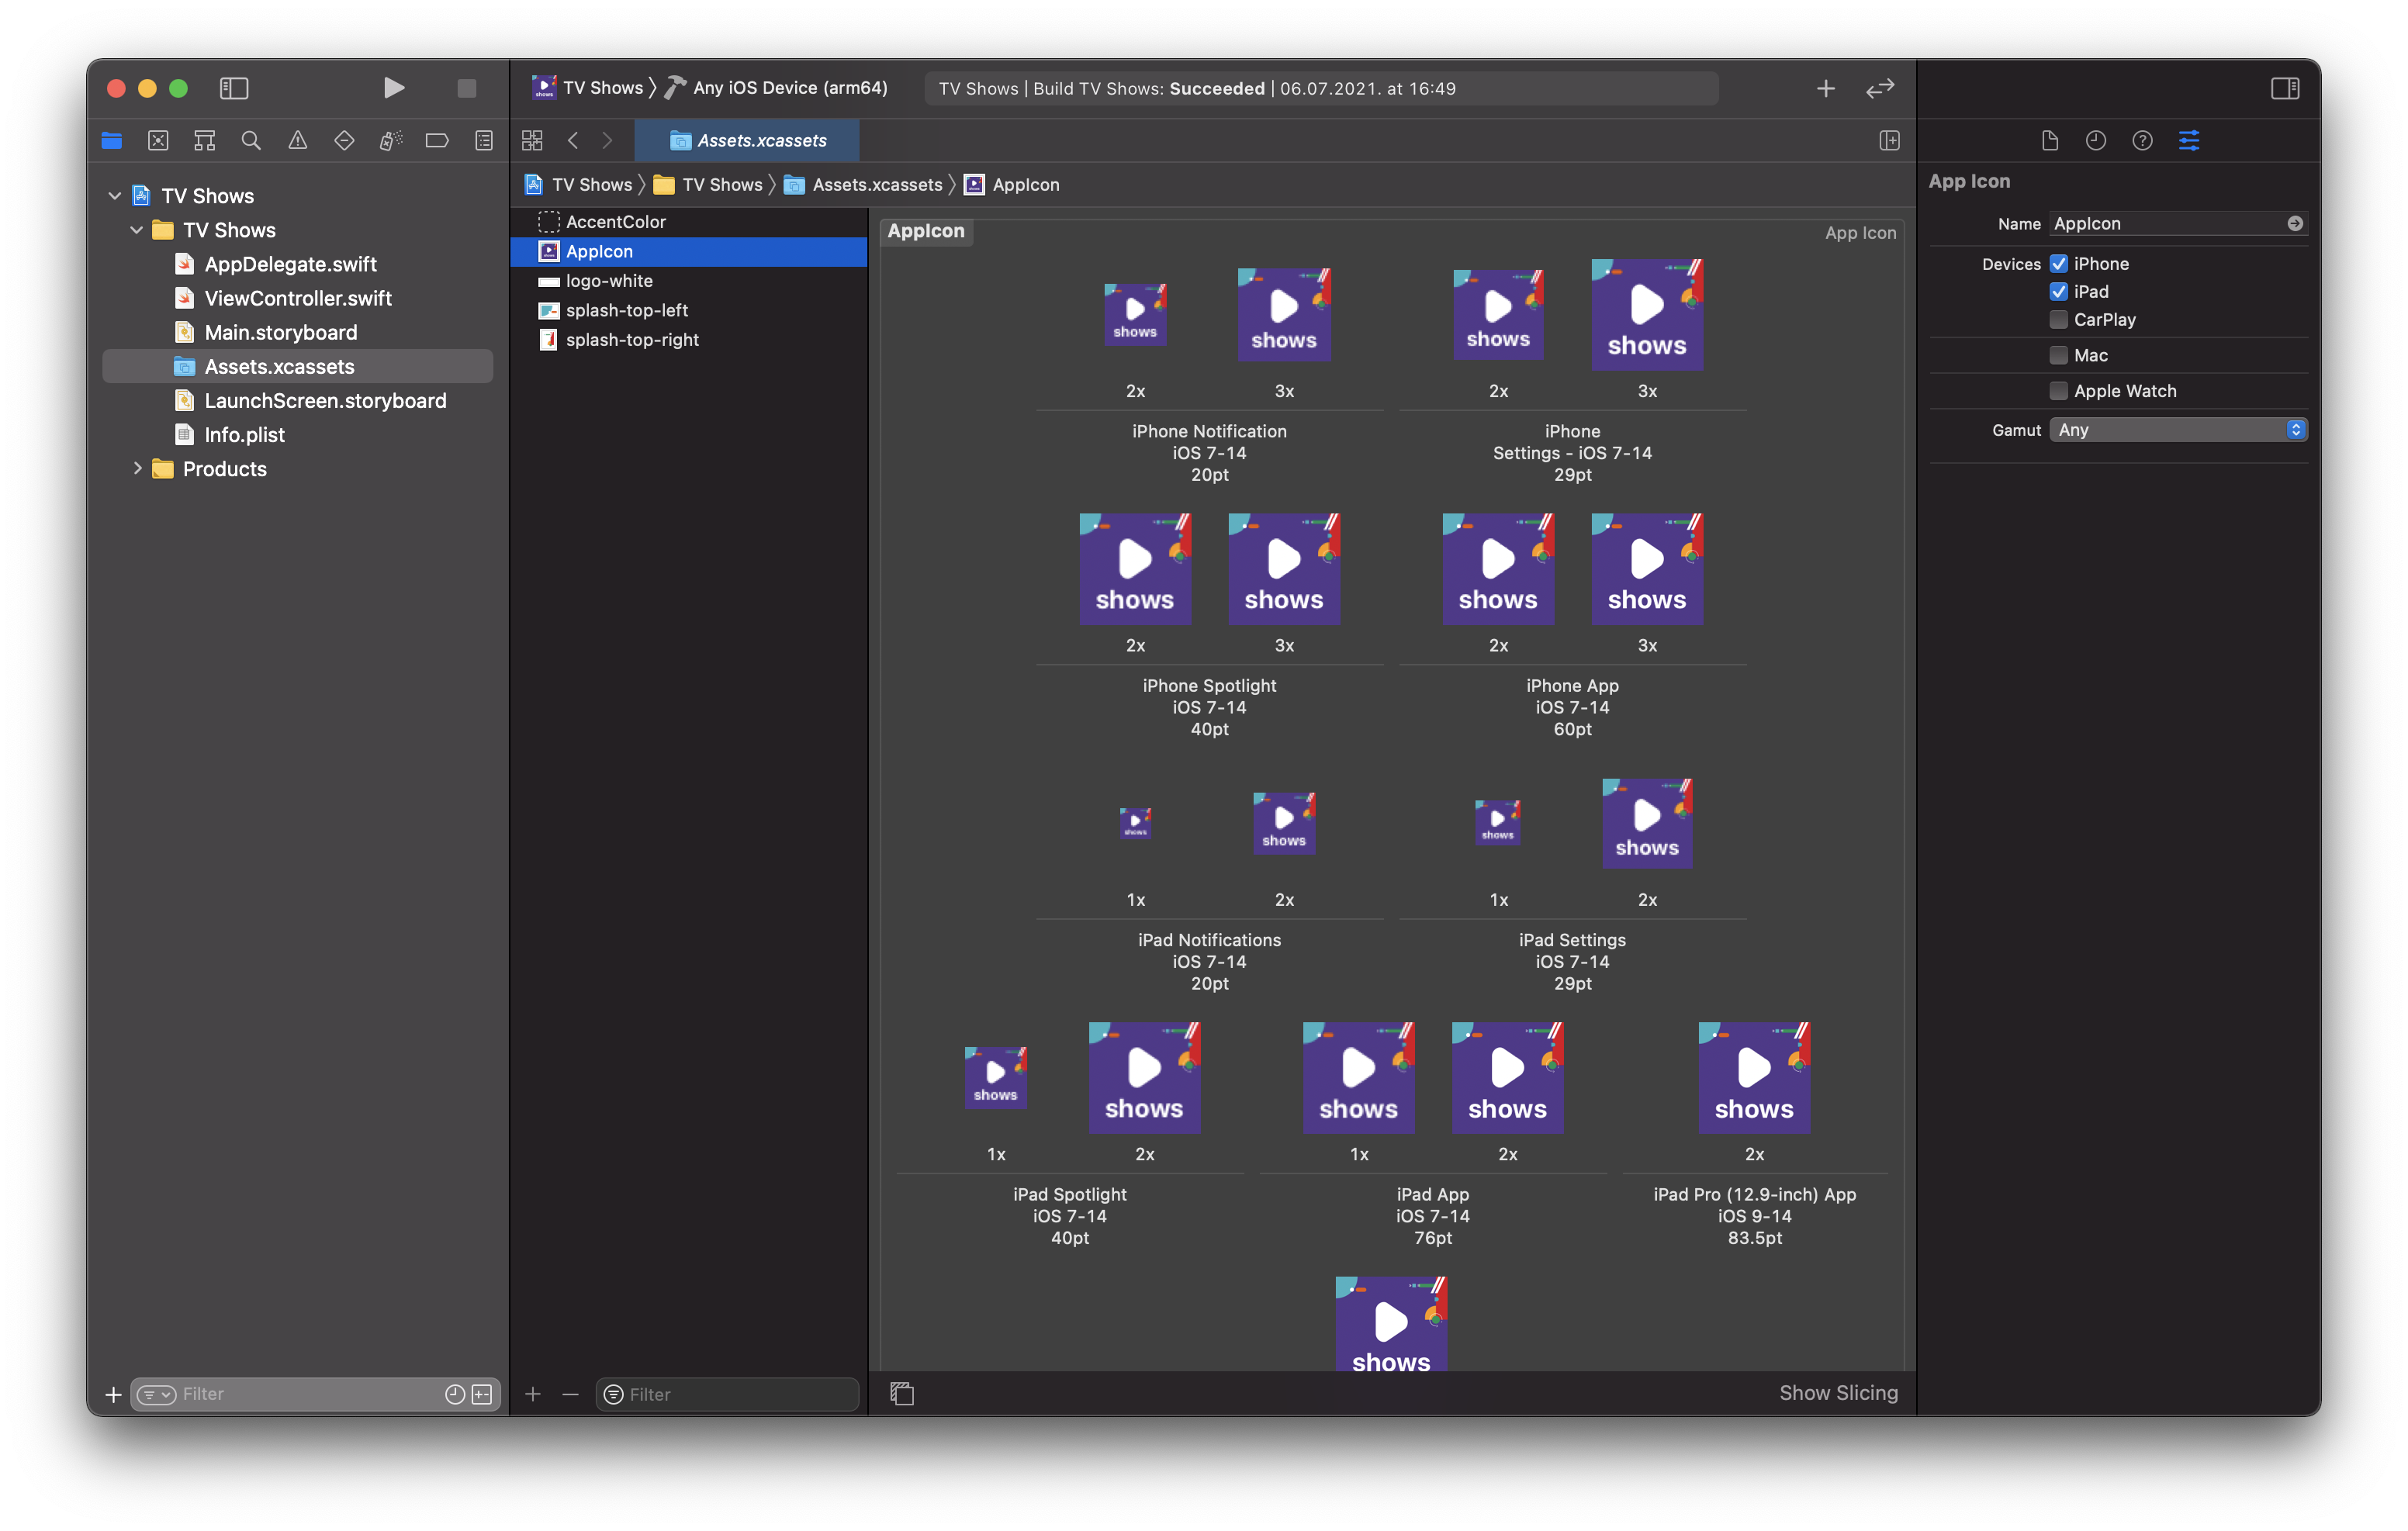 TV Shows
Any iOS Device (arm64)
TV Shows | Build TV Shows: Succeeded | 06.07.2021. at 16:49
Assets.xcassets
TV Shows
TV Shows
AppDelegate.swift
ViewController.swift
Main.storyboard
Assets.xcassets
LaunchScreen.storyboard
Info.plist
Products
Filter
TV Shows
TV Shows
Assets.xcassets
AppIcon
AccentColor
AppIcon
logo-white
splash-top-left
splash-top-right
Filter
AppIcon
App Icon
shows
shows
shows
shows
2x
3x
2x
3x
iPhone Notification
iOS 7-14
20pt
iPhone
Settings - iOS 7-14
29pt
shows
shows
shows
shows
2x
3x
2x
3x
iPhone Spotlight
iOS 7-14
40pt
iPhone App
iOS 7-14
60pt
shows
shows
shows
shows
1x
2x
1x
2x
iPad Notifications
iOS 7-14
20pt
iPad Settings
iOS 7-14
29pt
shows
shows
shows
shows
shows
1x
2x
1x
2x
2x
iPad Spotlight
iOS 7-14
40pt
iPad App
iOS 7-14
76pt
iPad Pro (12.9-inch) App
iOS 9-14
83.5pt
shows
Show Slicing
App Icon
Name
AppIcon
Devices
iPhone
iPad
CarPlay
Mac
Apple Watch
Gamut
Any